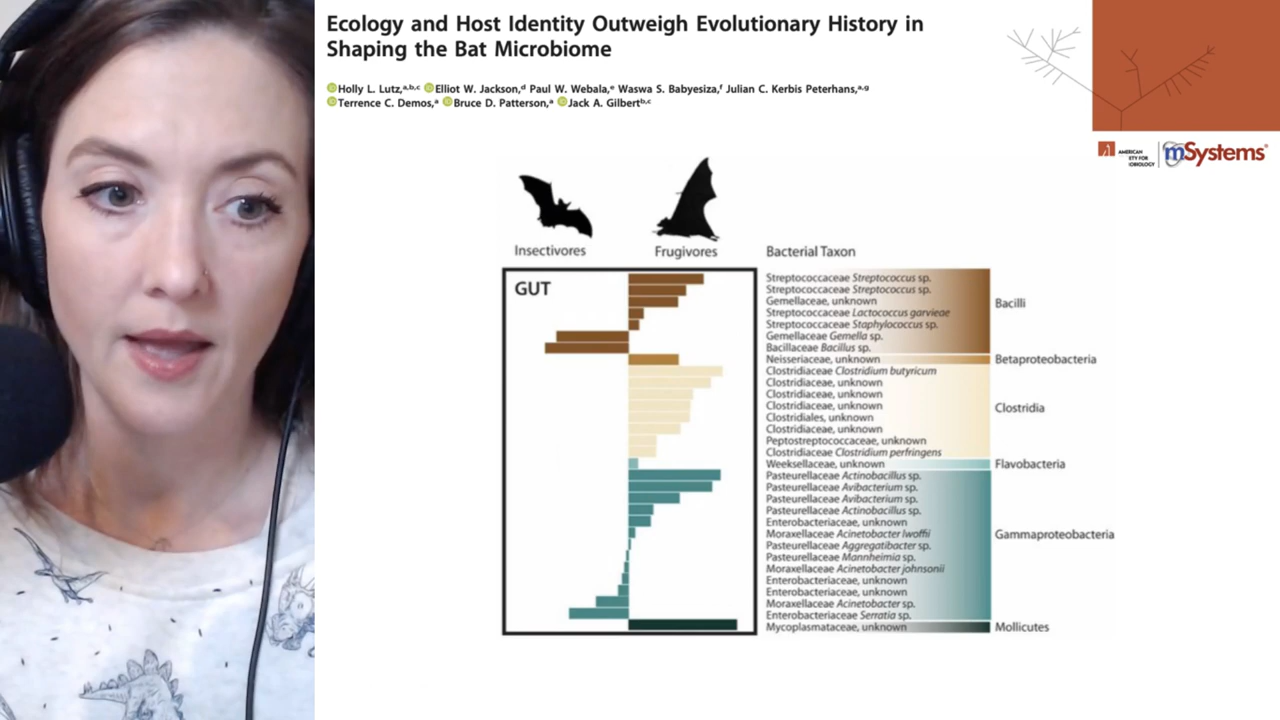 Ecology and Host Identity Outweigh Evolutionary History in
Shaping the Bat Microbiome
Holly L. Lutz,a,b,c Elliot W. Jackson,d Paul W. Webala,e Waswa S. Babyesiza,f Julian C. Kerbis Peterhans,a,g
Terrence C. Demos,a Bruce D. Patterson,a Jack A. Gilbertb,c
AMERICAN
ETY FOR
IOBIOLOGY
mSystems®
Insectivores
Frugivores
Bacterial Taxon
GUT
Streptococcaceae Streptococcus sp.
Streptococcaceae Streptococcus sp.
Gemellaceae, unknown
Streptococcaceae Lactococcus garvieae
Streptococcaceae Staphylococcus sp.
Gemellaceae Gemella sp.
Bacillaceae Bacillus sp.
Bacilli
Neisseriaceae, unknown
Betaproteobacteria
Clostridiaceae Clostridium butyricum
Clostridiaceae, unknown
Clostridiaceae, unknown
Clostridiaceae, unknown
Clostridiales, unknown
Clostridiaceae, unknown
Peptostreptococcaceae, unknown
Clostridiaceae Clostridium perfringens
Clostridia
Weeksellaceae, unknown
Flavobacteria
Pasteurellaceae Actinobacillus sp.
Pasteurellaceae Avibacterium sp.
Pasteurellaceae Avibacterium sp.
Pasteurellaceae Actinobacillus sp.
Enterobacteriaceae, unknown
Moraxellaceae Acinetobacter lwoffii
Pasteurellaceae Aggregatibacter sp.
Pasteurellaceae Mannheimia sp.
Moraxellaceae Acinetobacter johnsonii
Enterobacteriaceae, unknown
Enterobacteriaceae, unknown
Moraxellaceae Acinetobacter sp.
Enterobacteriaceae Serratia sp.
Gammaproteobacteria
Mycoplasmataceae, unknown
Mollicutes